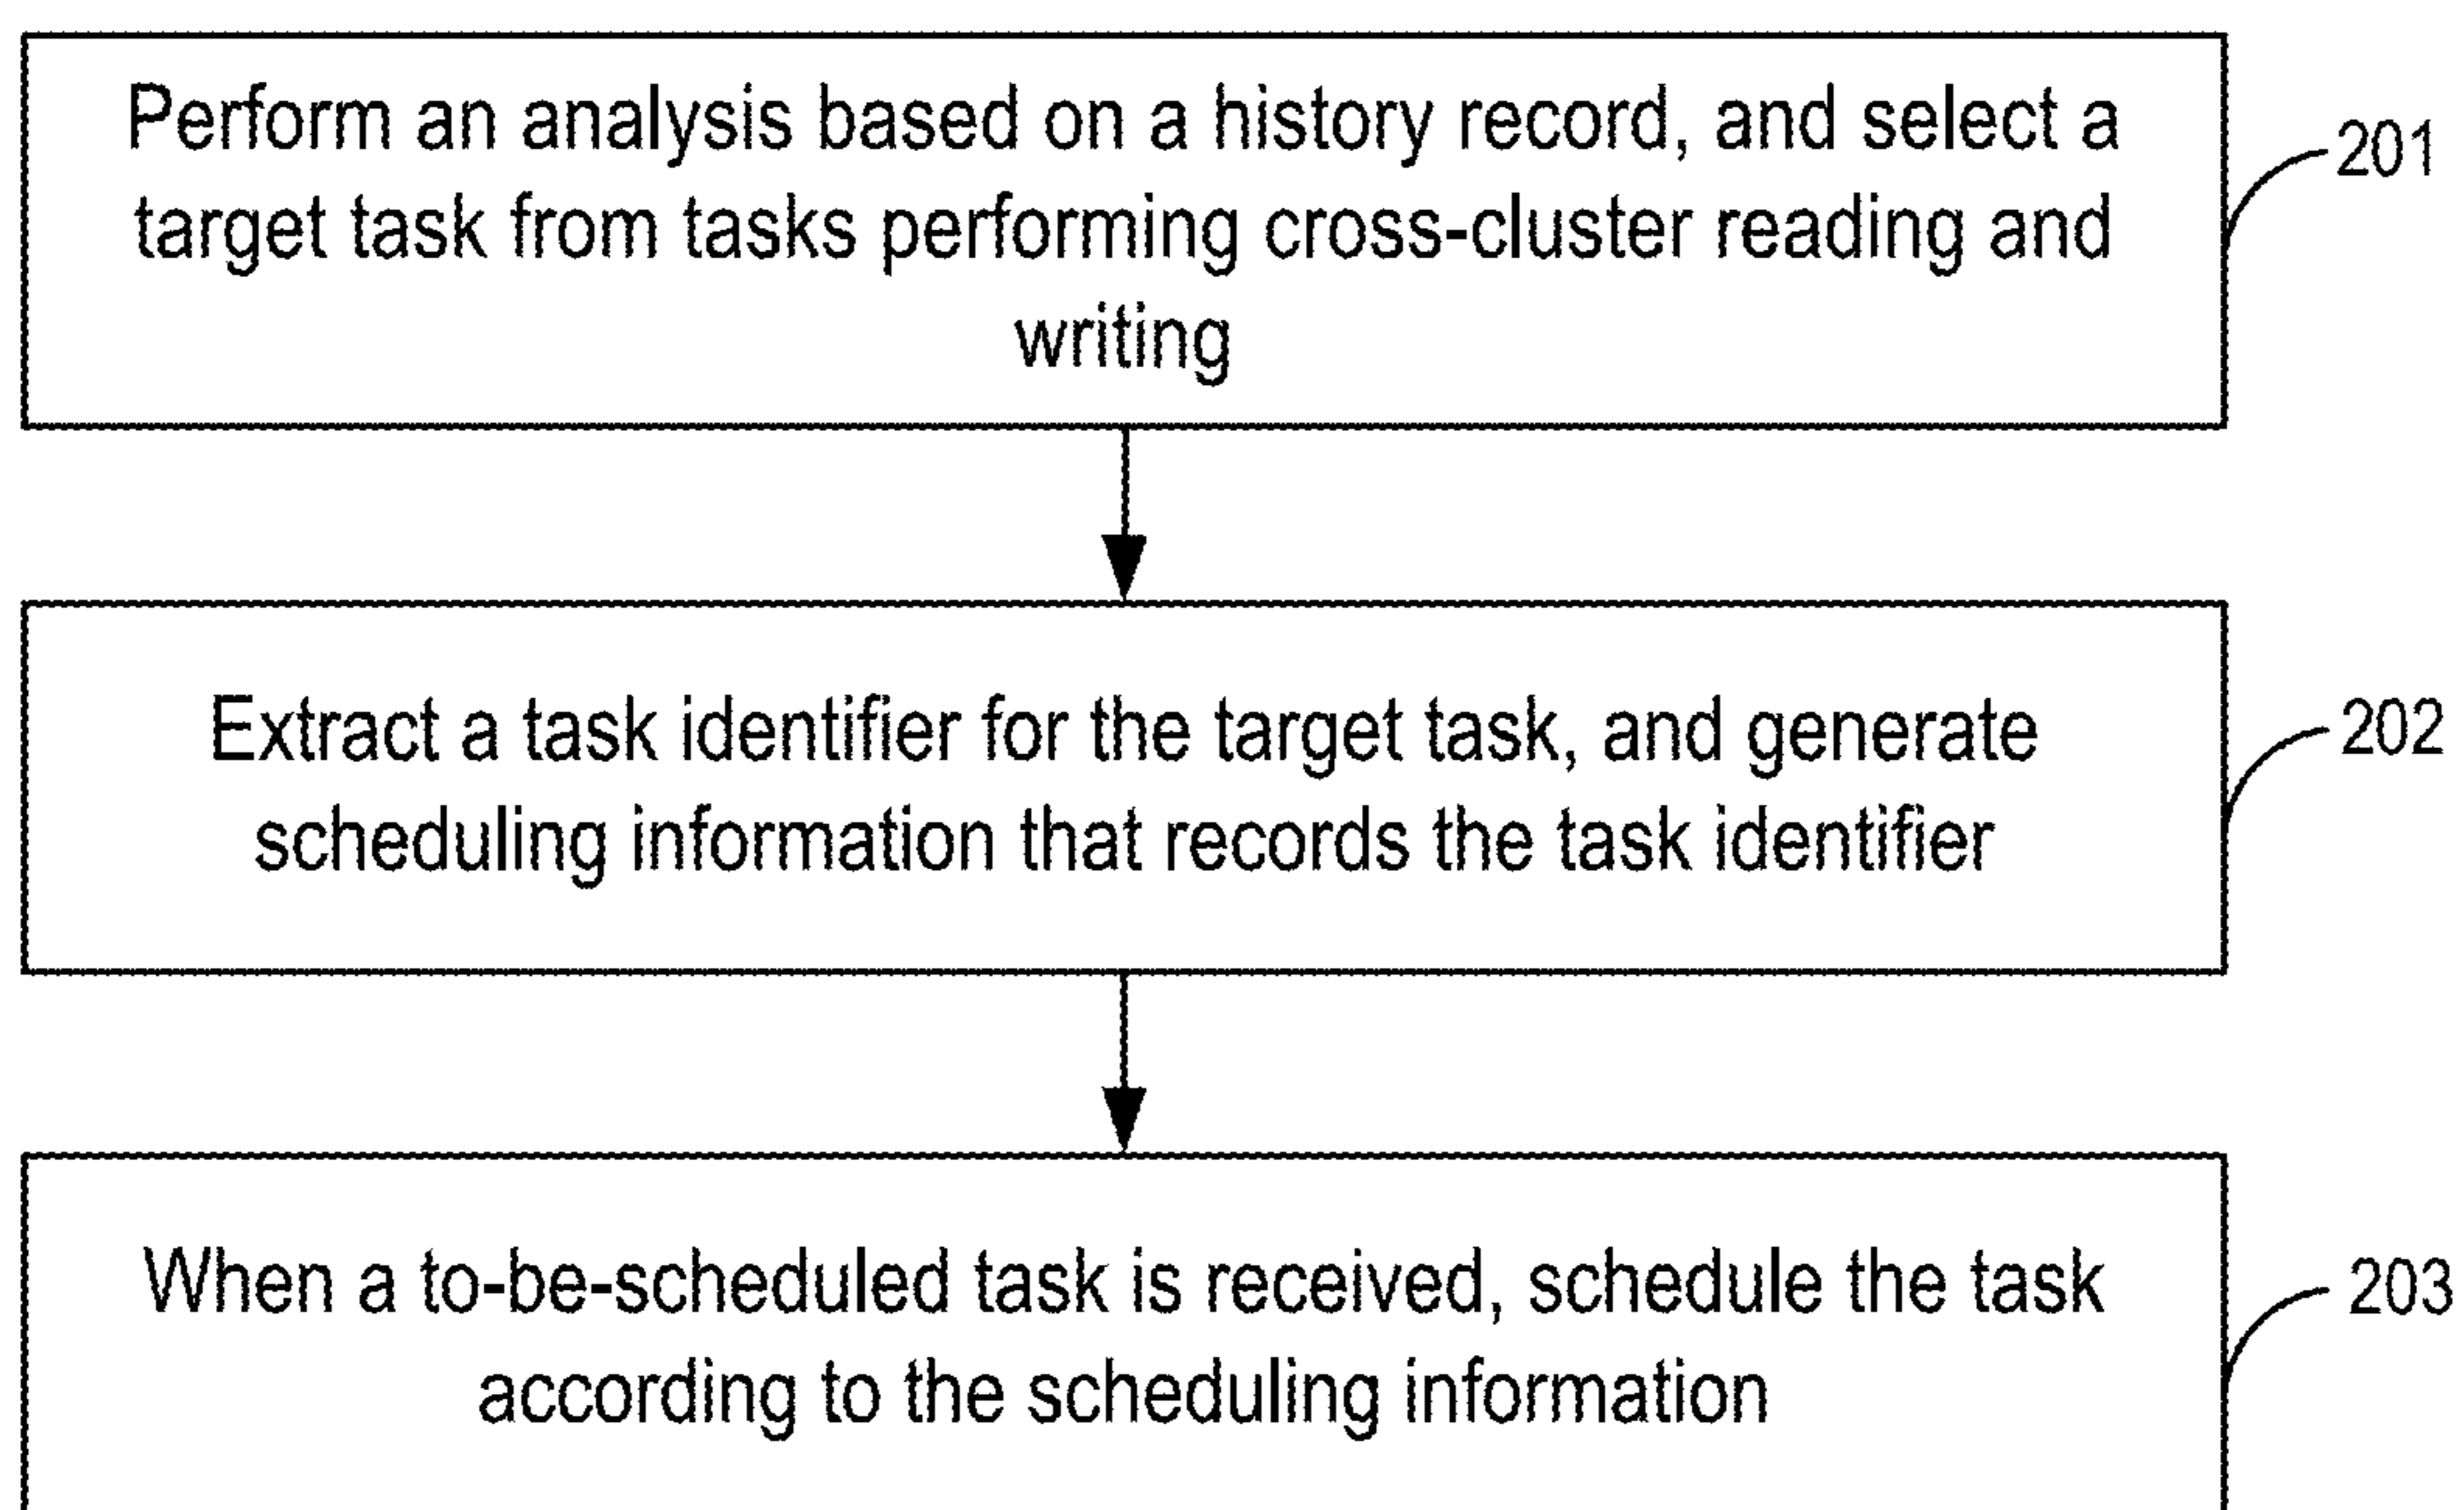 Perform an analysis based on a history record, and select a
target task from tasks performing cross-cluster reading and
writing
201
Extract a task identifier for the target task, and generate
scheduling information that records the task identifier
202
When a to-be-scheduled task is received, schedule the task
according to the scheduling information
203